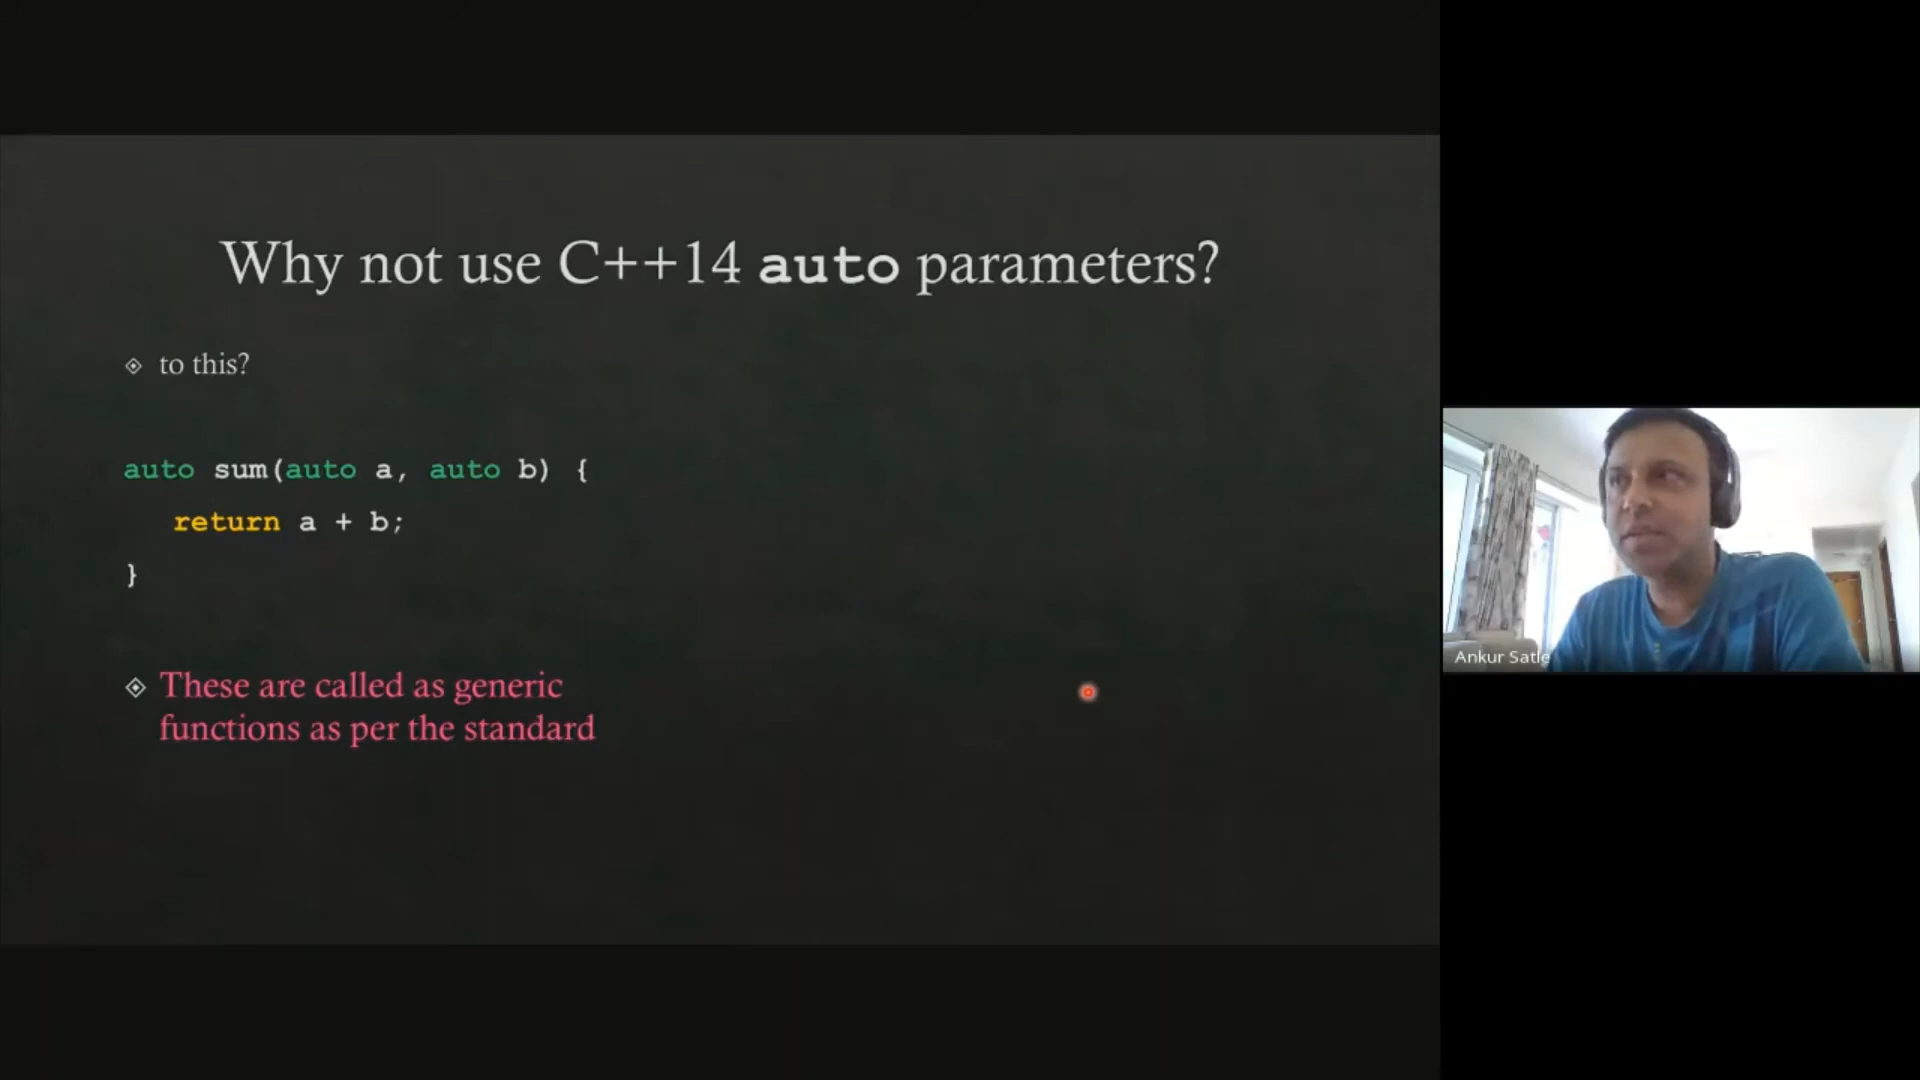 Why not use C++14 auto parameters?
to this?
auto sum(auto a, auto b) {
return a + b;
}
These are called as generic
functions as per the standard
Ankur Satle